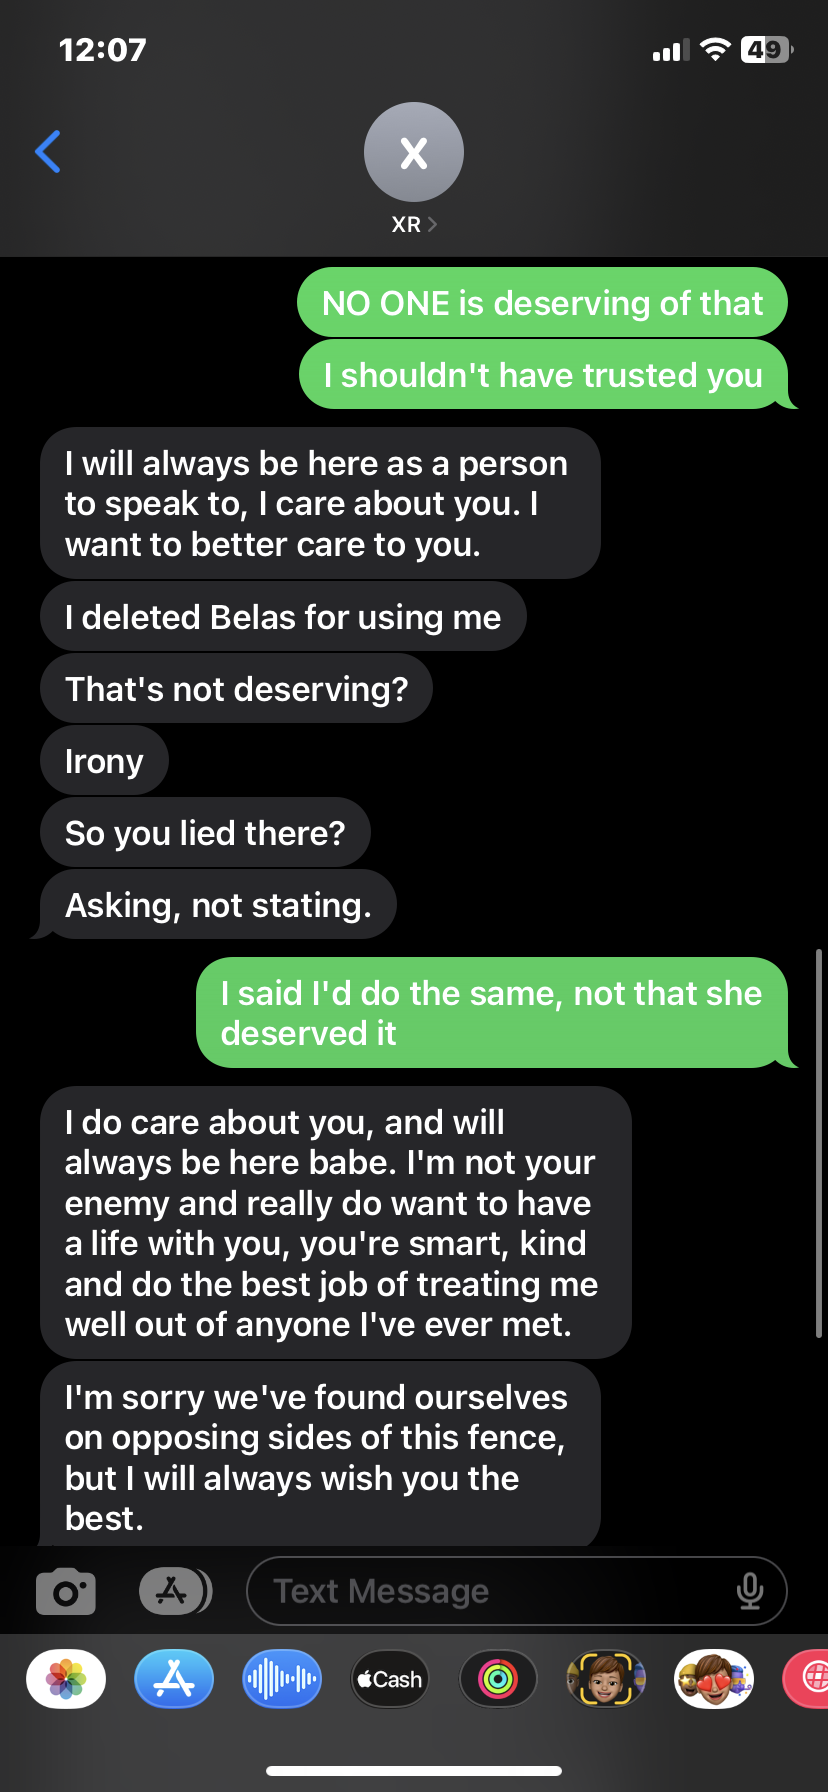 12:07
49
X
XR
NO ONE is deserving of that
I shouldn't have trusted you
I will always be here as a person
to speak to, I care about you. I
want to better care to you.
I deleted Belas for using me
That's not deserving?
Irony
So you lied there?
Asking, not stating.
I said I'd do the same, not that she
deserved it
I do care about you, and will
always be here babe. I'm not your
enemy and really do want to have
a life with you, you're smart, kind
and do the best job of treating me
well out of anyone I've ever met.
I'm sorry we've found ourselves
on opposing sides of this fence,
but I will always wish you the
best.
Text Message
Cash